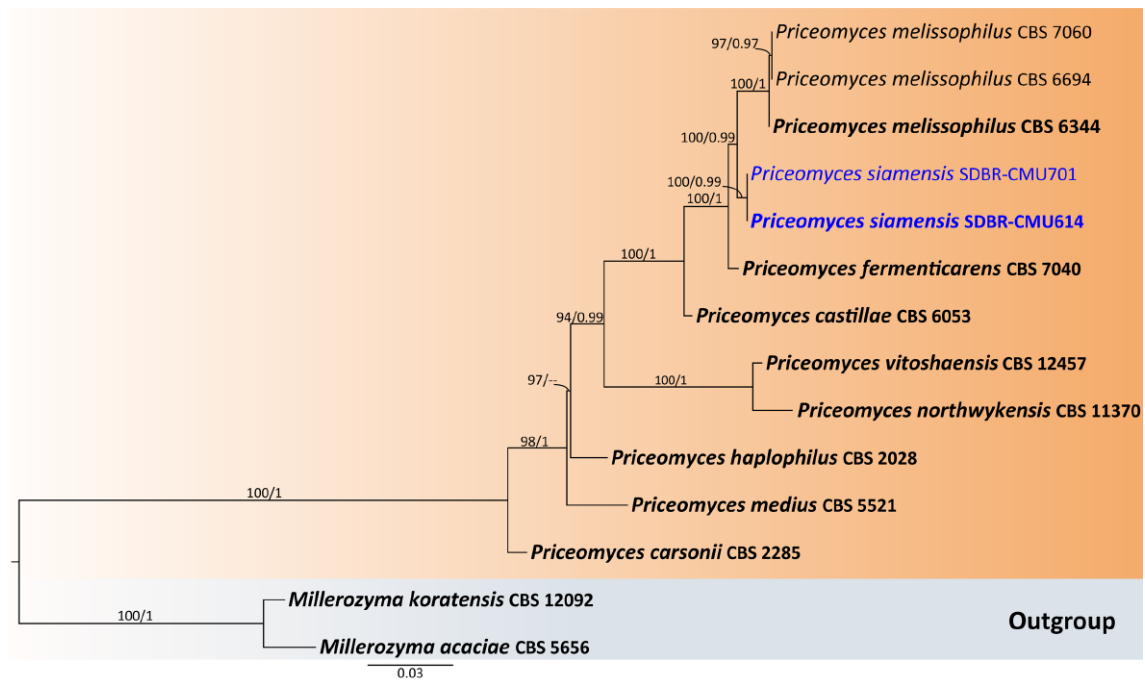 Priceomyces melissophilus CBS 7060
97/0.97
Priceomyces melissophilus CBS 6694
100/1
Priceomyces melissophilus CBS 6344
100/0.99
Priceomyces siamensis SDBR-CMU701
100/0.99
100/1
Priceomyces siamensis SDBR-CMU614
100/1
Priceomyces fermenticarens CBS 7040
Priceomyces castillae CBS 6053
94/0.99
Priceomyces vitoshaensis CBS 12457
97/--
100/1
Priceomyces northwykensis CBS 11370
98/1
Priceomyces haplophilus CBS 2028
100/1
Priceomyces medius CBS 5521
Priceomyces carsonii CBS 2285
Millerozyma koratensis CBS 12092
100/1
Outgroup
Millerozyma acaciae CBS 5656
0.03